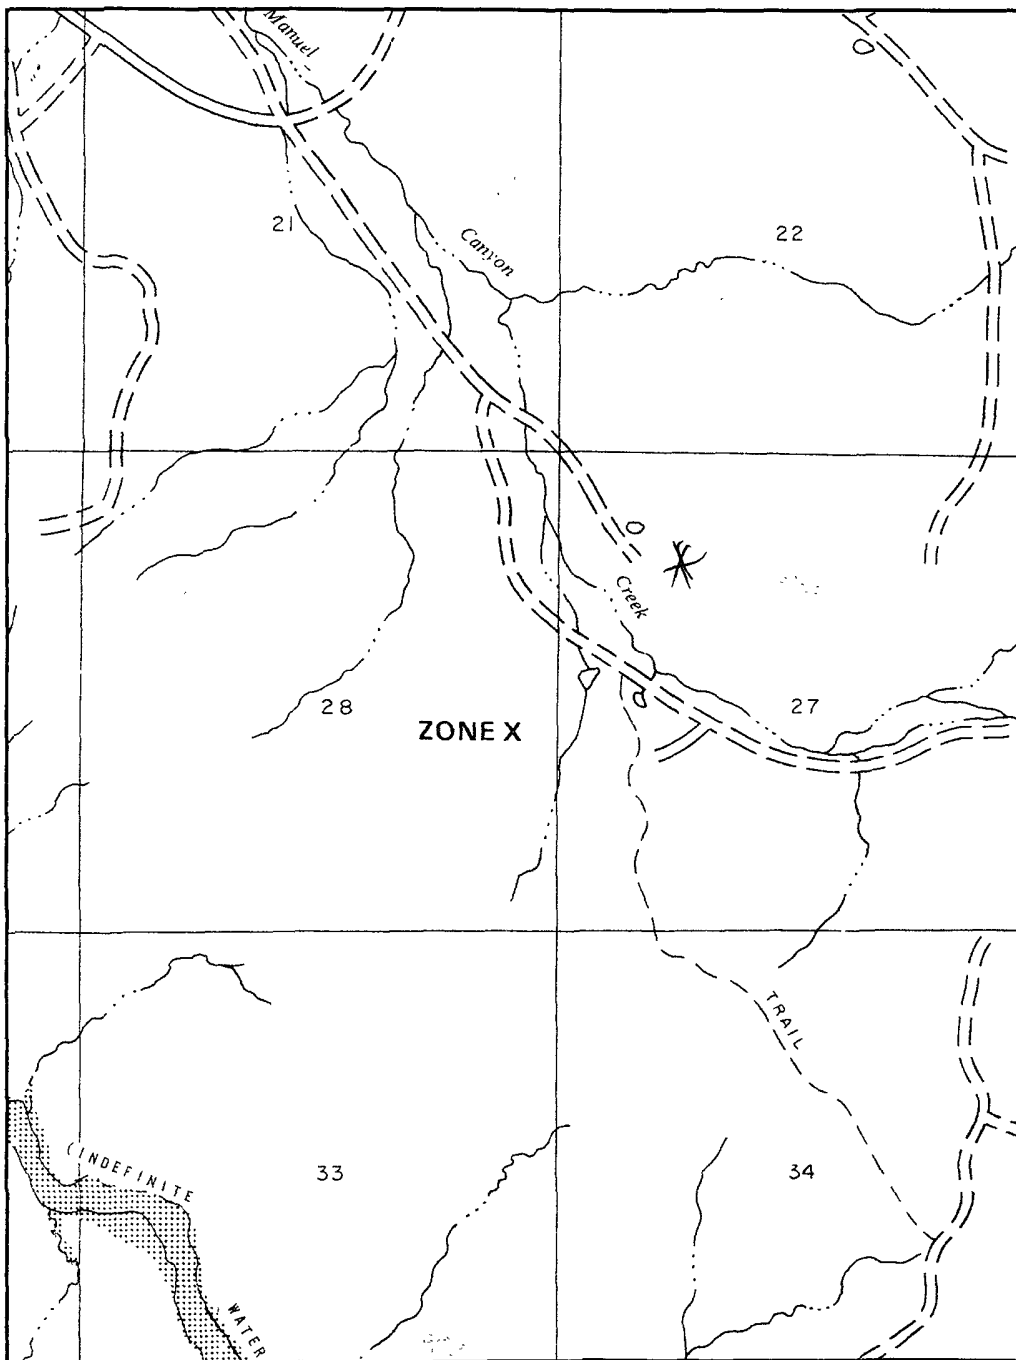 Manuel
21
Canyon
22
Creek
28
ZONE X
27
TRAIL
(INDEFINITE
33
34
WATER